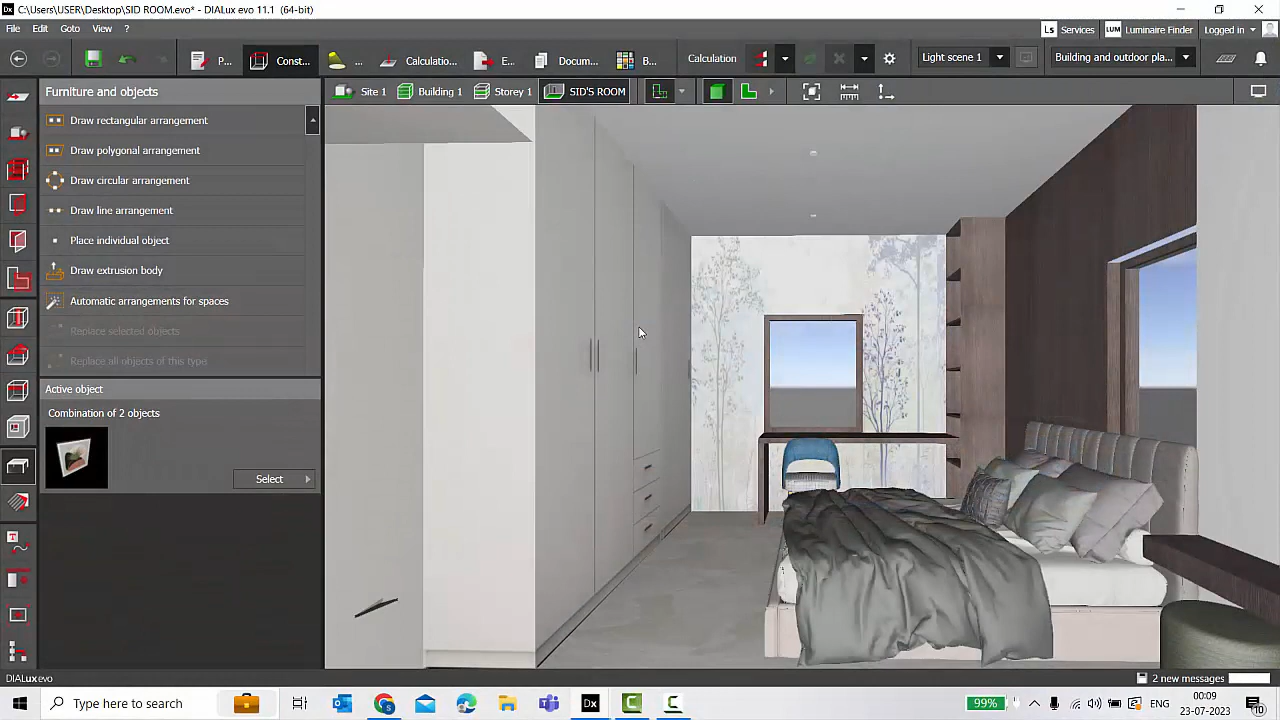 C:\Users\USER\Desktop\SID ROOM.evo* - DIALux evo 11.1 (64-bit)
File Edit Goto View
Ls Services LUM Luminaire Finder Logged in
P... Const... ... Calculatio... E... Docum... B... Calculation Light scene 1 Building and outdoor pla...
Furniture and objects
Site 1 Building 1 Storey 1 SID'S ROOM
Draw rectangular arrangement
Draw polygonal arrangement
Draw circular arrangement
Draw line arrangement
Place individual object
Draw extrusion body
Automatic arrangements for spaces
Replace selected objects
Replace all objects of this type
Active object
Combination of 2 objects
Select
DIALux evo
2 new messages
Type here to search
Dx
99%
ENG
00:09
23-07-2023
10